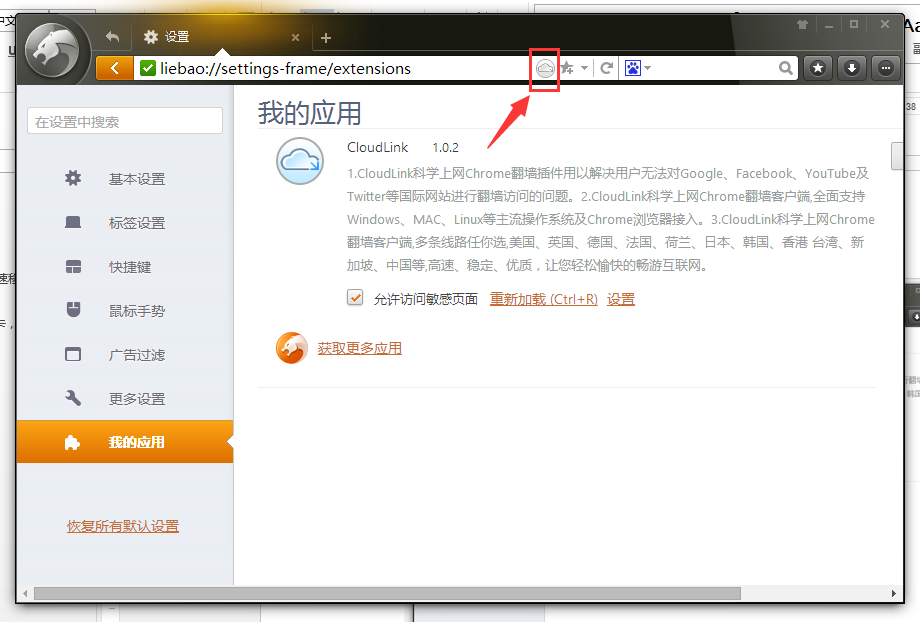 中文
设置
liebao://settings-frame/extensions
在设置中搜索
基本设置
标签设置
快捷键
鼠标手势
广告过滤
更多设置
我的应用
恢复所有默认设置
我的应用
CloudLink 1.0.2
1.CloudLink科学上网Chrome翻墙插件用以解决用户无法对Google、Facebook、YouTube及
Twitter等国际网站进行翻墙访问的问题。2.CloudLink科学上网Chrome翻墙客户端,全面支持
Windows、MAC、Linux等主流操作系统及Chrome浏览器接入。3.CloudLink科学上网Chrome
翻墙客户端,多条线路任你选,美国、英国、德国、法国、荷兰、日本、韩国、香港 台湾、新
加坡、中国等,高速、稳定、优质，让您轻松愉快的畅游互联网。
允许访问敏感页面 重新加载 (Ctrl+R) 设置
获取更多应用
38